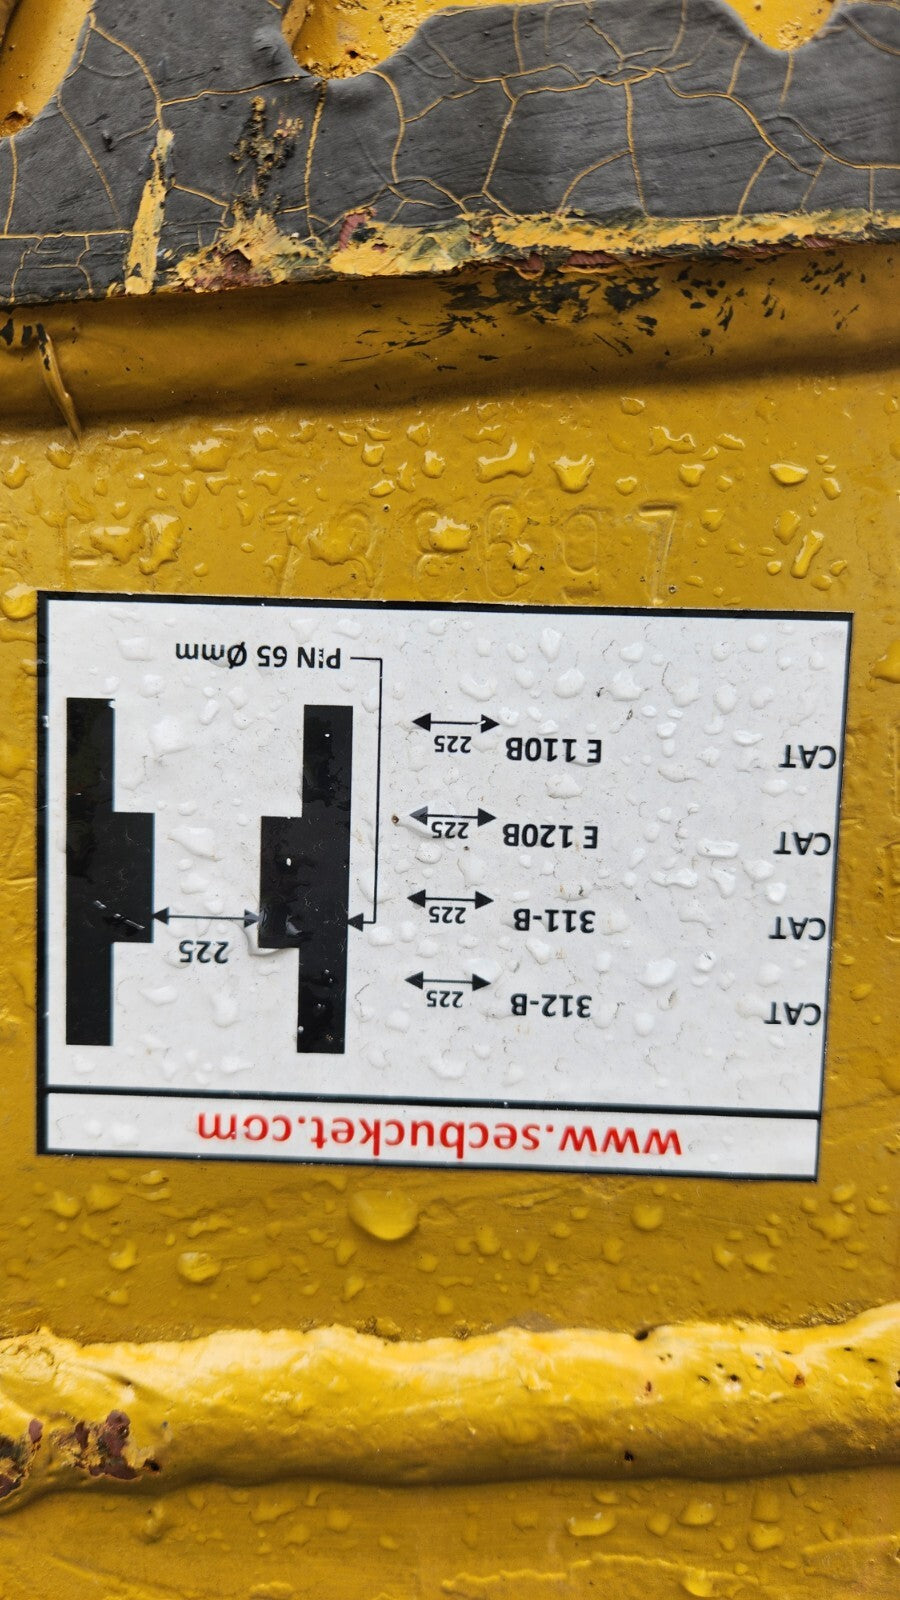 www.secbucket.com
CAT 312-B 225
CAT 311-B 225
225
CAT E 120B 225
CAT E 110B 225
PIN 65 Ømm